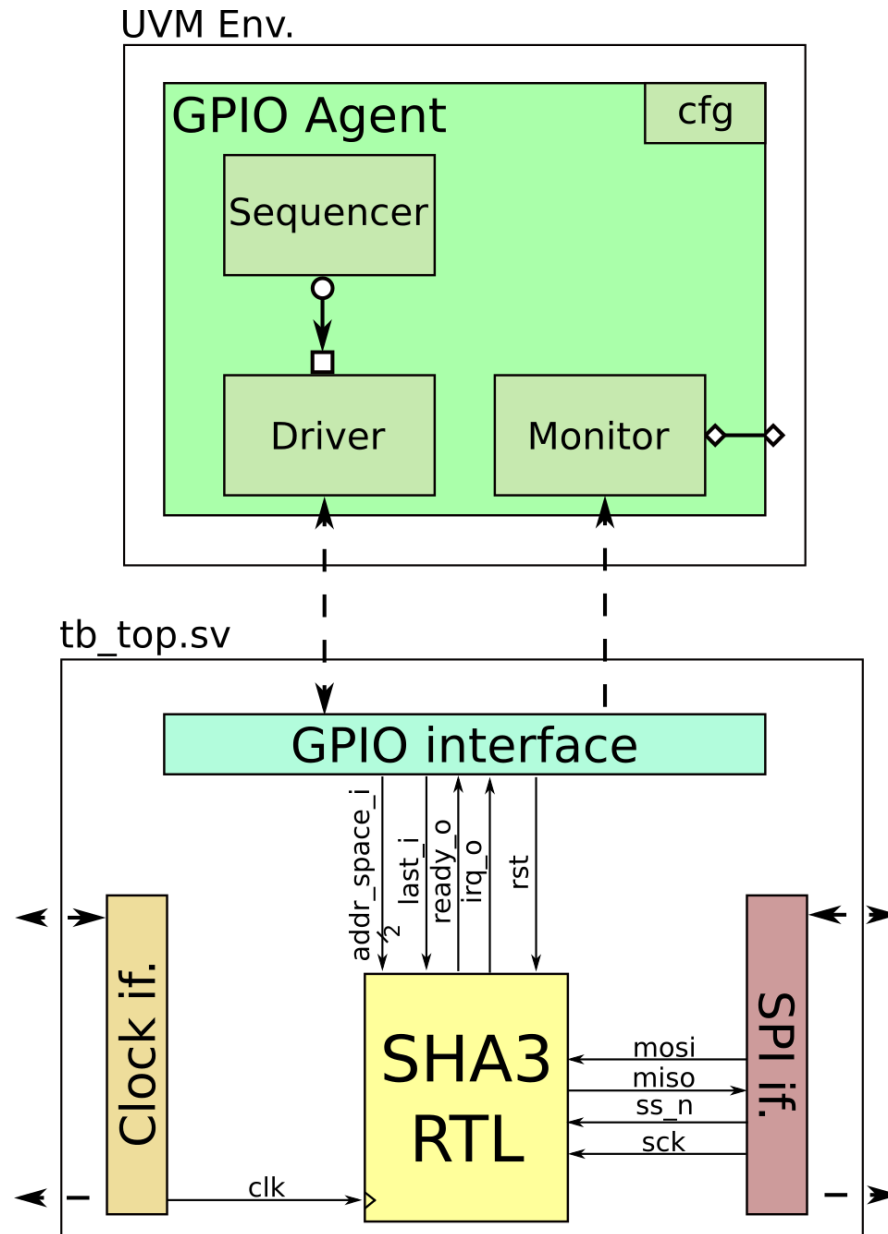 UVM Env.
GPIO Agent
cfg
Sequencer
Driver
Monitor
tb_top.sv
GPIO interface
addr_space_i
2
last_i
ready_o
irq_o
rst
Clock if.
SHA3
RTL
SPI if.
mosi
miso
ss_n
sck
clk